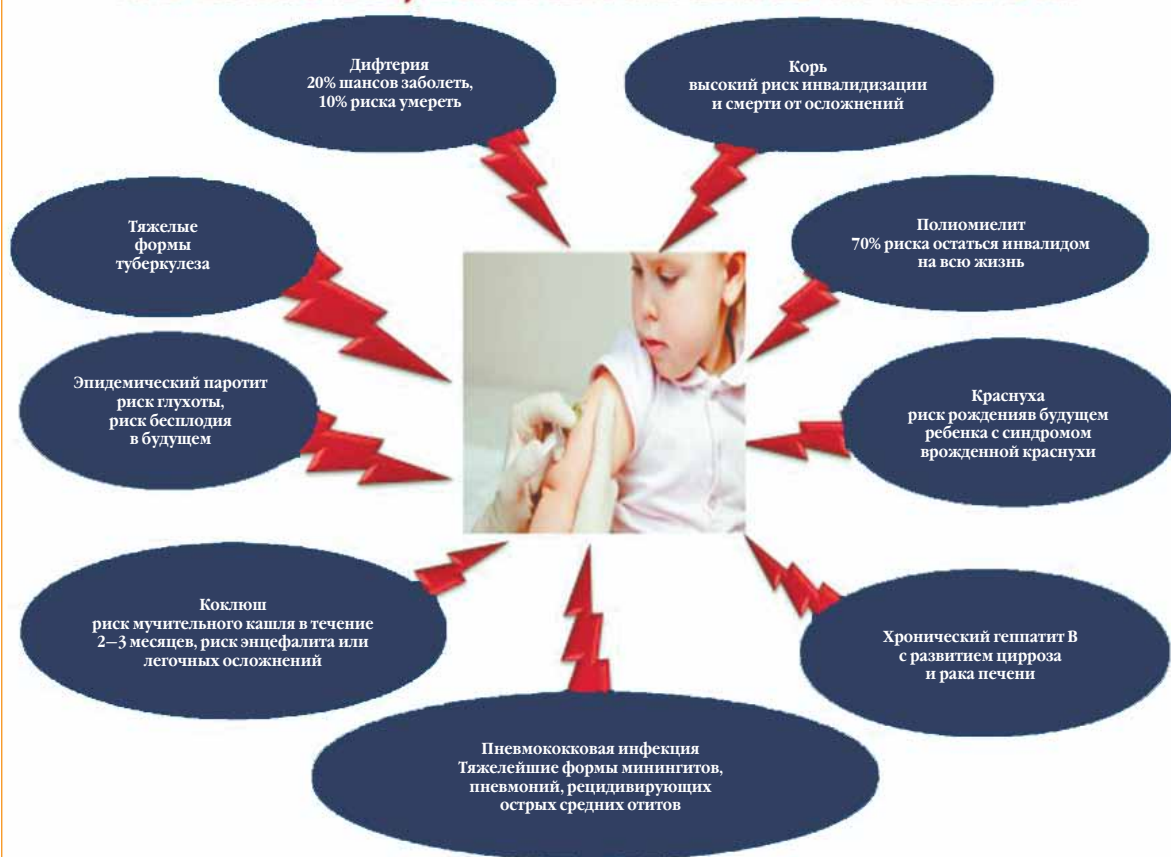 Дифтерия
20% шансов заболеть,
10% риска умереть
Корь
высокий риск инвалидизации
и смерти от осложнений
Тяжелые
формы
туберкулеза
Полиомиелит
70% риска остаться инвалидом
на всю жизнь
Эпидемический паротит
риск глухоты,
риск бесплодия
в будущем
Краснуха
риск рожденияв будущем
ребенка с синдромом
врожденной краснухи
Коклюш
риск мучительного кашля в течение
2—3 месяцев, риск энцефалита или
легочных осложнений
Хронический геппатит В
с развитием цирроза
и рака печени
Пневмококковая инфекция
Тяжелейшие формы минингитов,
пневмоний, рецидивирующих
острых средних отитов